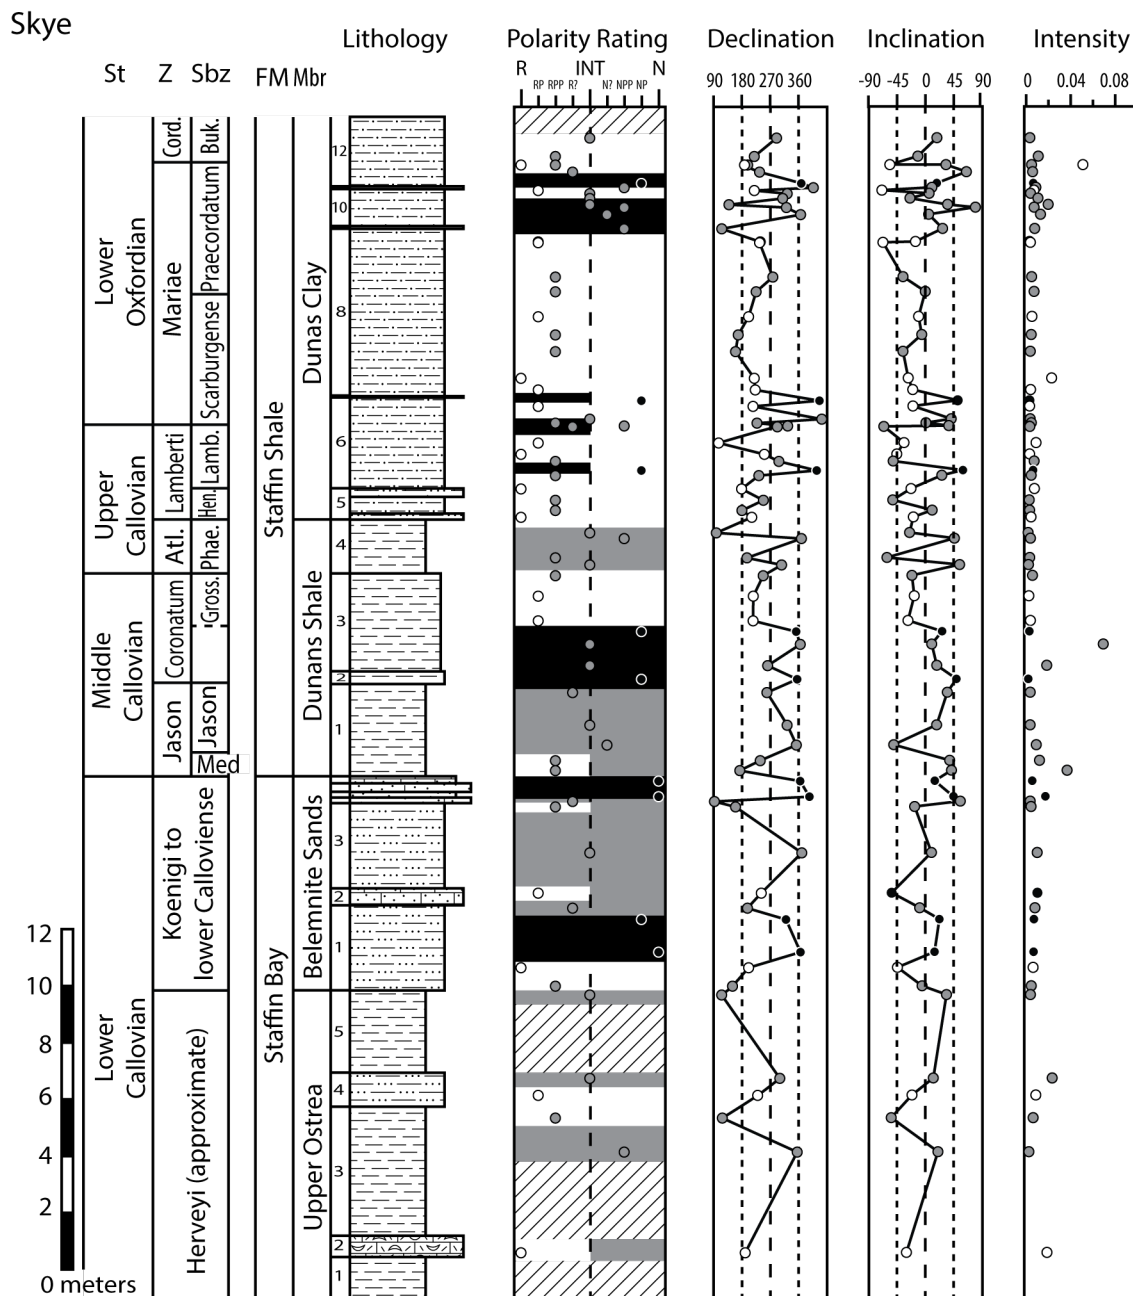 Skye
Lithology
Polarity Rating
Declination
Inclination
Intensity
St
Z
Sbz
FM
Mbr
R
INT
N
RP
RPP
R?
N?
NPP
NP
90 180 270 360
-90 -45 0 45 90
0 0.04 0.08
Lower Oxfordian
Upper Callovian
Middle Callovian
Lower Callovian
Cord.
Mariae
Lamberti
Atl.
Coronatum
Jason
Koenigi to lower Calloviense
Herveyi (approximate)
Buk.
Praecordatum
Scarburgense
Lamb.
Hen.
Phae.
Gross.
Jason
Med
Staffin Shale
Staffin Bay
Dunas Clay
Dunans Shale
Belemnite Sands
Upper Ostrea
12
10
8
6
5
4
3
2
1
3
2
1
5
4
3
2
1
12
10
8
6
4
2
0 meters